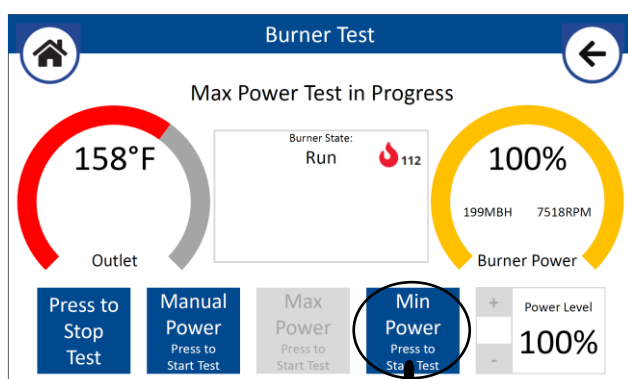 Burner Test
Max Power Test in Progress
158°F
Outlet
Burner State:
Run
112
100%
199MBH 7518RPM
Burner Power
Press to
Stop
Test
Manual
Power
Press to
Start Test
Max
Power
Press to
Start Test
Min
Power
Press to
Start Test
+
-
Power Level
100%